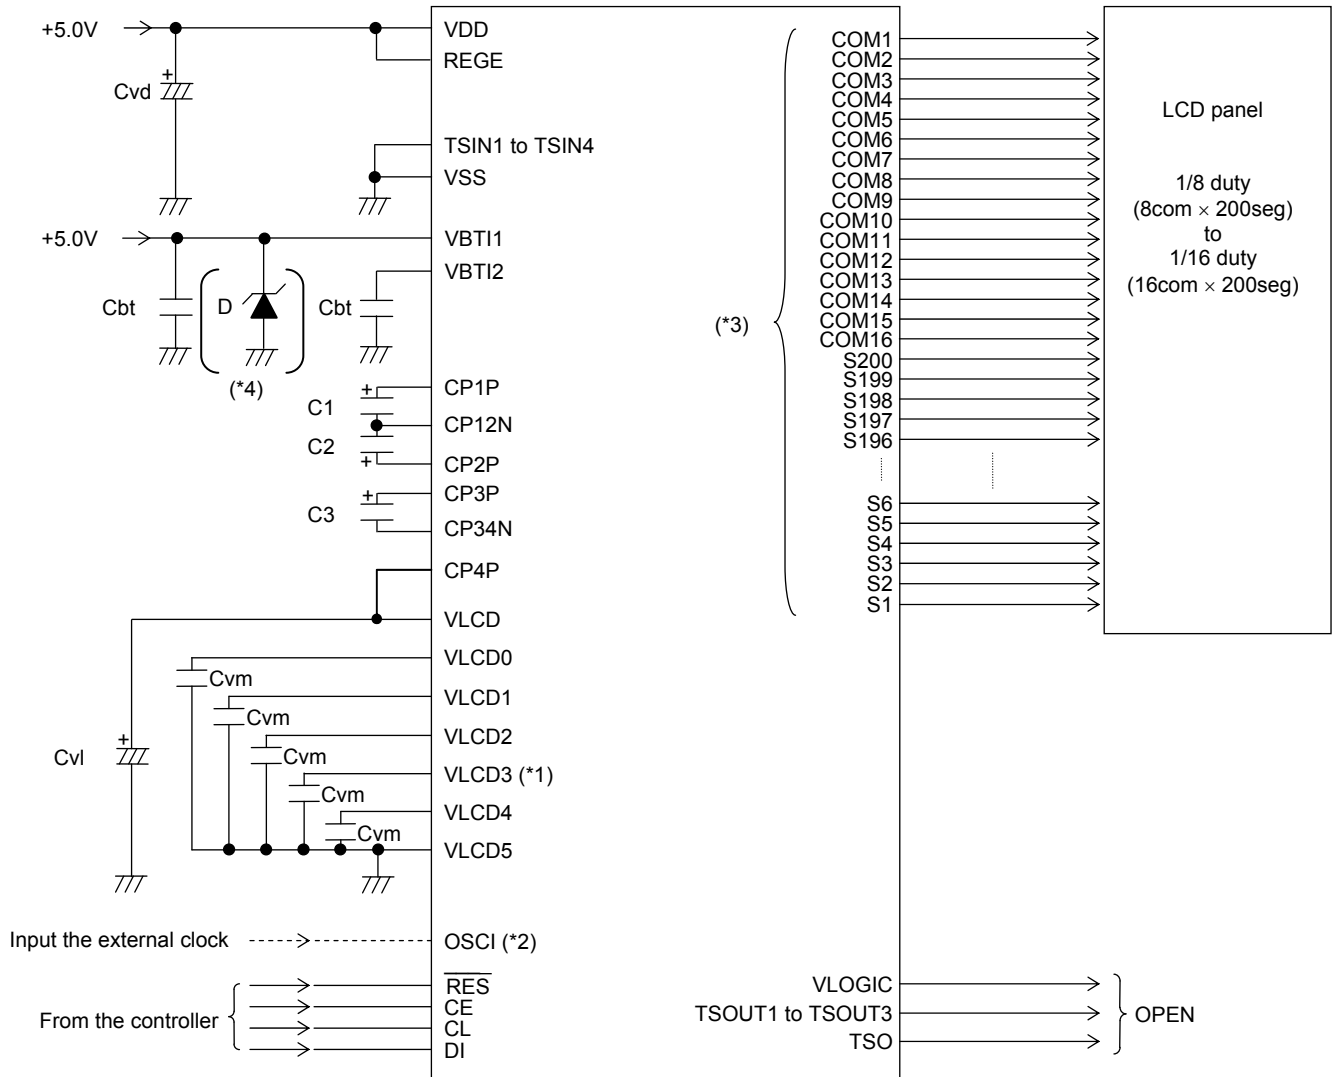 +5.0V
VDD
REGE
+
Cvd
TSIN1 to TSIN4
VSS
+5.0V
VBTI1
VBTI2
Cbt
D
Cbt
(*4)
+
CP1P
C1
CP12N
C2
+
CP2P
+
CP3P
C3
CP34N
CP4P
VLCD
VLCD0
Cvm
VLCD1
Cvm
VLCD2
Cvm
VLCD3 (*1)
Cvm
VLCD4
Cvm
VLCD5
+
Cvl
Input the external clock
OSCI (*2)
From the controller
RES
CE
CL
DI
(*3)
COM1
COM2
COM3
COM4
COM5
COM6
COM7
COM8
COM9
COM10
COM11
COM12
COM13
COM14
COM15
COM16
S200
S199
S198
S197
S196
S6
S5
S4
S3
S2
S1
LCD panel
1/8 duty
(8com × 200seg)
to
1/16 duty
(16com × 200seg)
VLOGIC
TSOUT1 to TSOUT3
TSO
OPEN